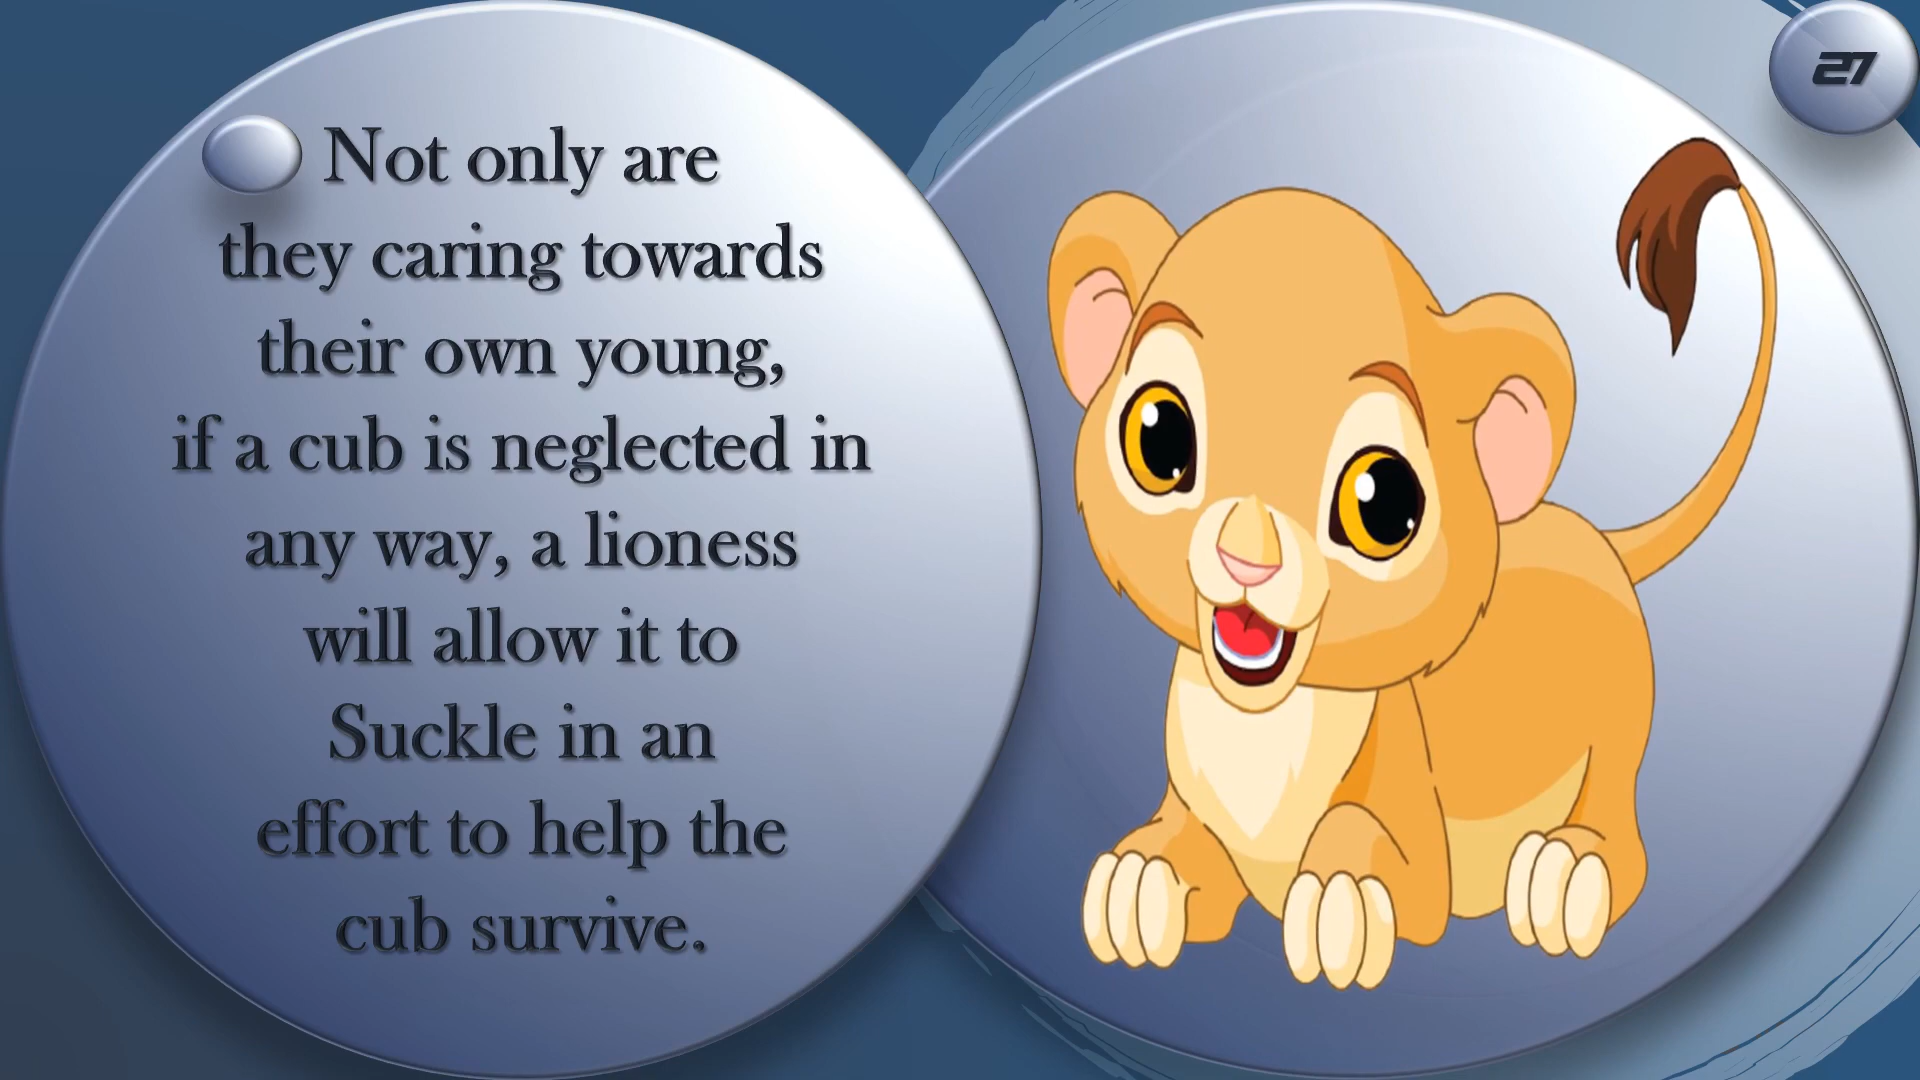 27
Not only are
they caring towards
their own young,
if a cub is neglected in
any way, a lioness
will allow it to
Suckle in an
effort to help the
cub survive.